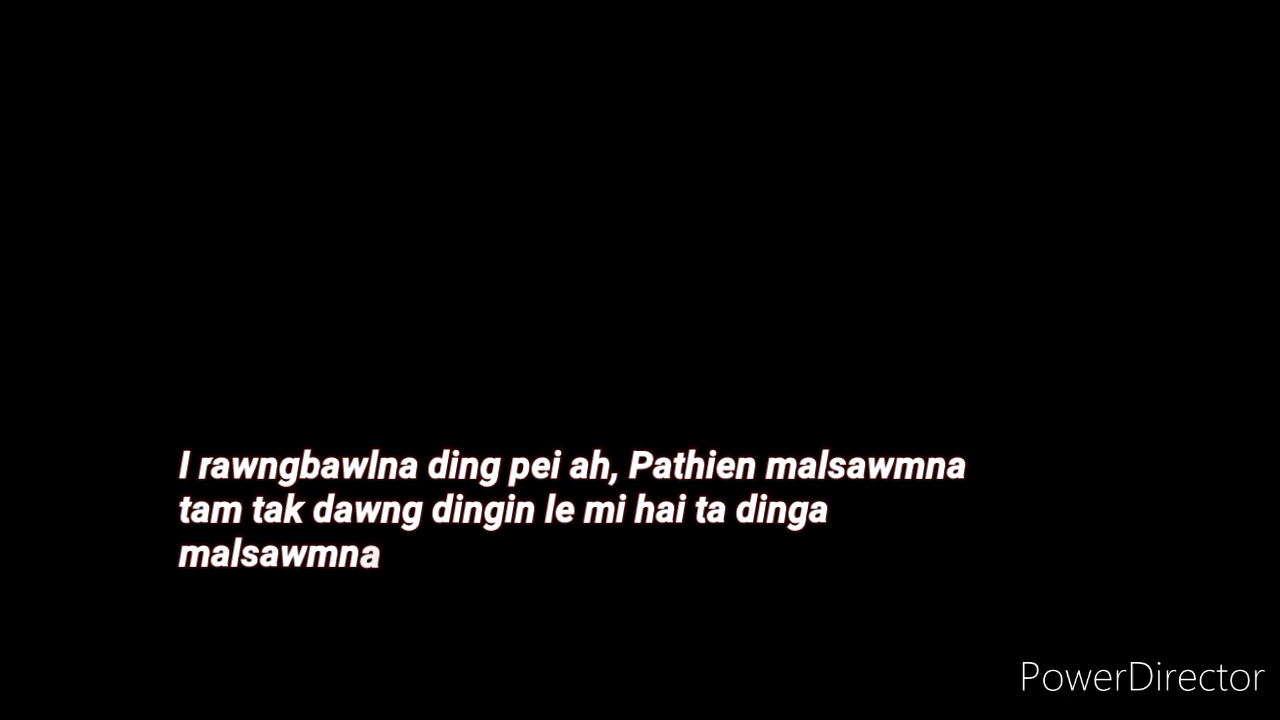 I rawngbawlna ding pei ah, Pathien malsawmna
tam tak dawng dingin le mi hai ta dinga
malsawmna
PowerDirector